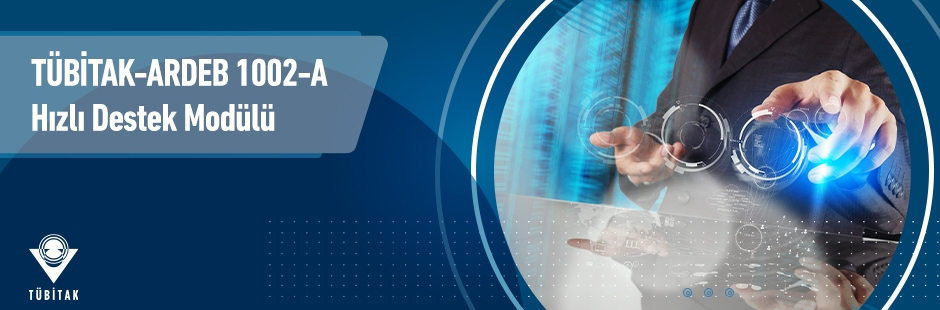 TÜBİTAK-ARDEB 1002-A
Hızlı Destek Modülü
TÜBİTAK